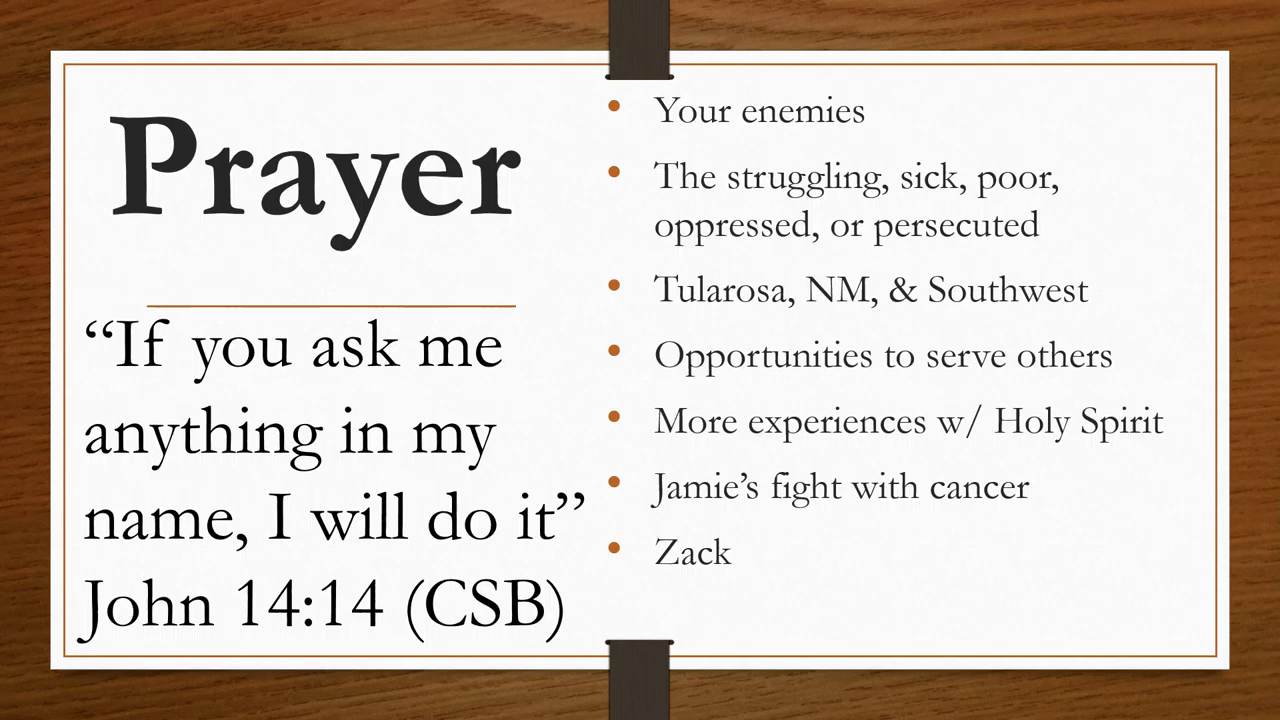 Prayer
“If you ask me
anything in my
name, I will do it”
John 14:14 (CSB)
• Your enemies
• The struggling, sick, poor,
oppressed, or persecuted
• Tularosa, NM, & Southwest
• Opportunities to serve others
• More experiences w/ Holy Spirit
• Jamie’s fight with cancer
• Zack